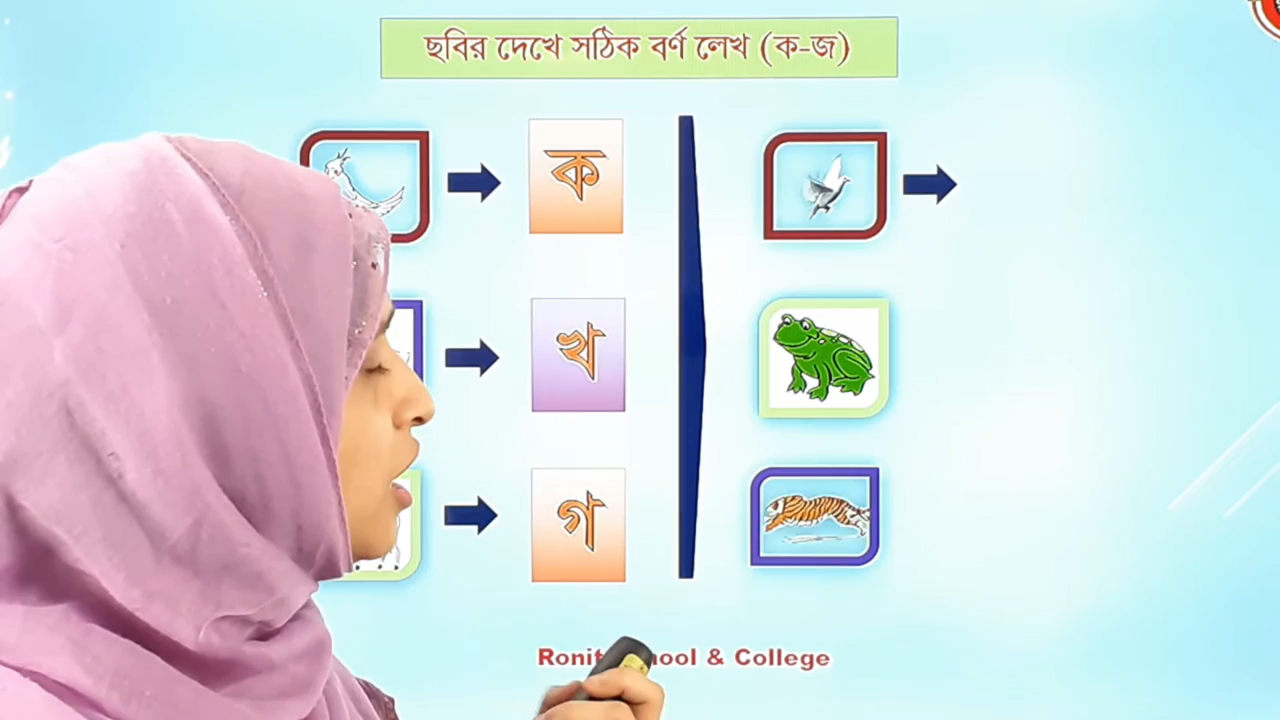 ছবির দেখে সঠিক বর্ণ লেখ (ক-জ)
ক
খ
গ
& College